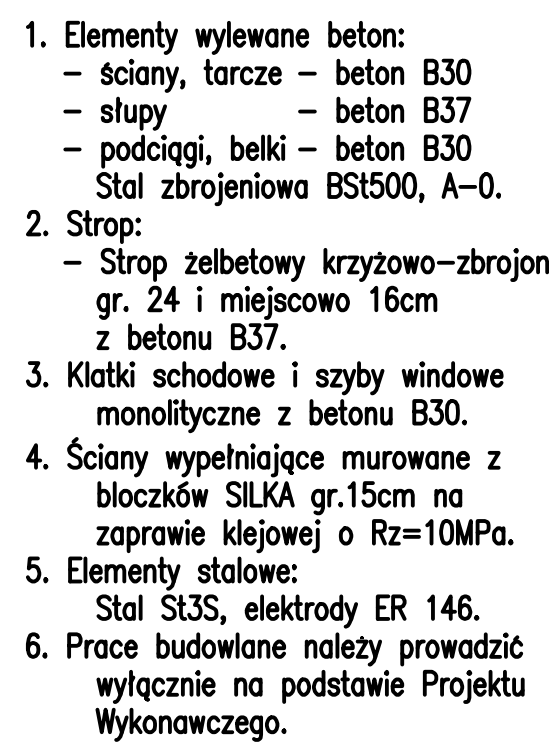 1. Elementy wylewane beton:
– ściany, tarcze – beton B30
– słupy – beton B37
– podciągi, belki – beton B30
Stal zbrojeniowa BSt500, A–0.
2. Strop:
– Strop żelbetowy krzyżowo–zbrojon
gr. 24 i miejscowo 16cm
z betonu B37.
3. Klatki schodowe i szyby windowe
monolityczne z betonu B30.
4. Ściany wypełniające murowane z
bloczków SILKA gr.15cm na
zaprawie klejowej o Rz=10MPa.
5. Elementy stalowe:
Stal St3S, elektrody ER 146.
6. Prace budowlane należy prowadzić
wyłącznie na podstawie Projektu
Wykonawczego.